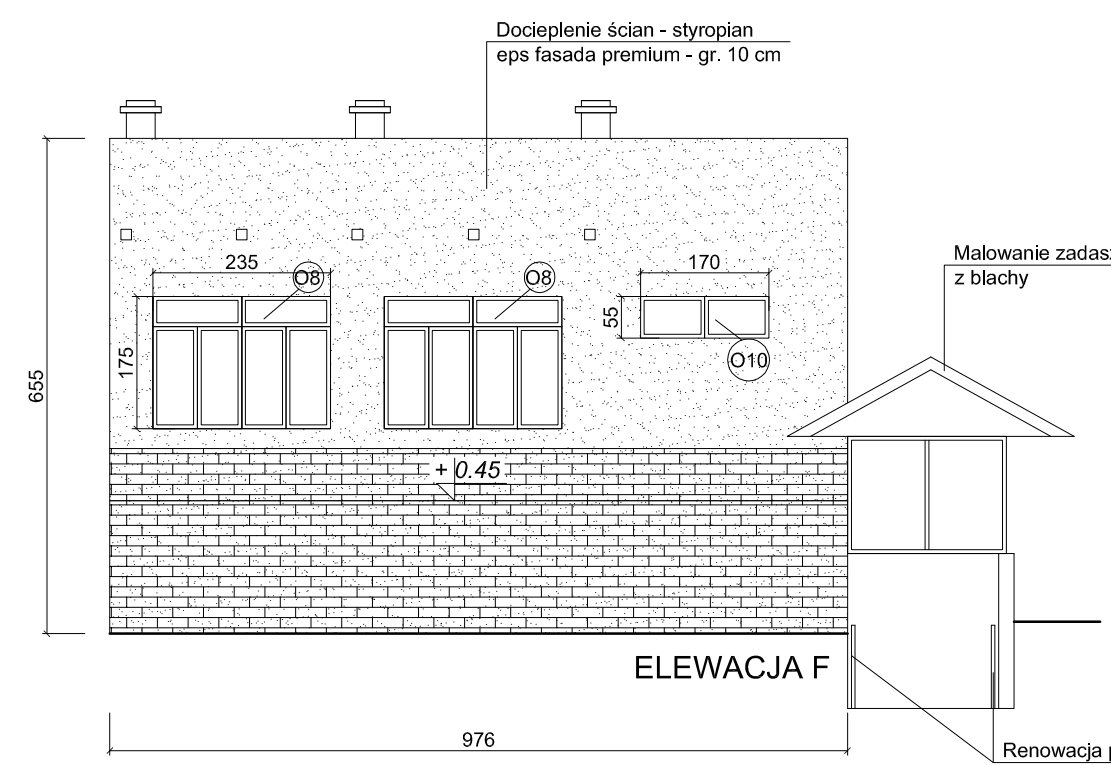 Docieplenie ścian - styropian
eps fasada premium - gr. 10 cm
235
O8
O8
170
175
55
O10
655
Malowanie
z blachy
+ 0.45
ELEWACJA F
976
Renowacja